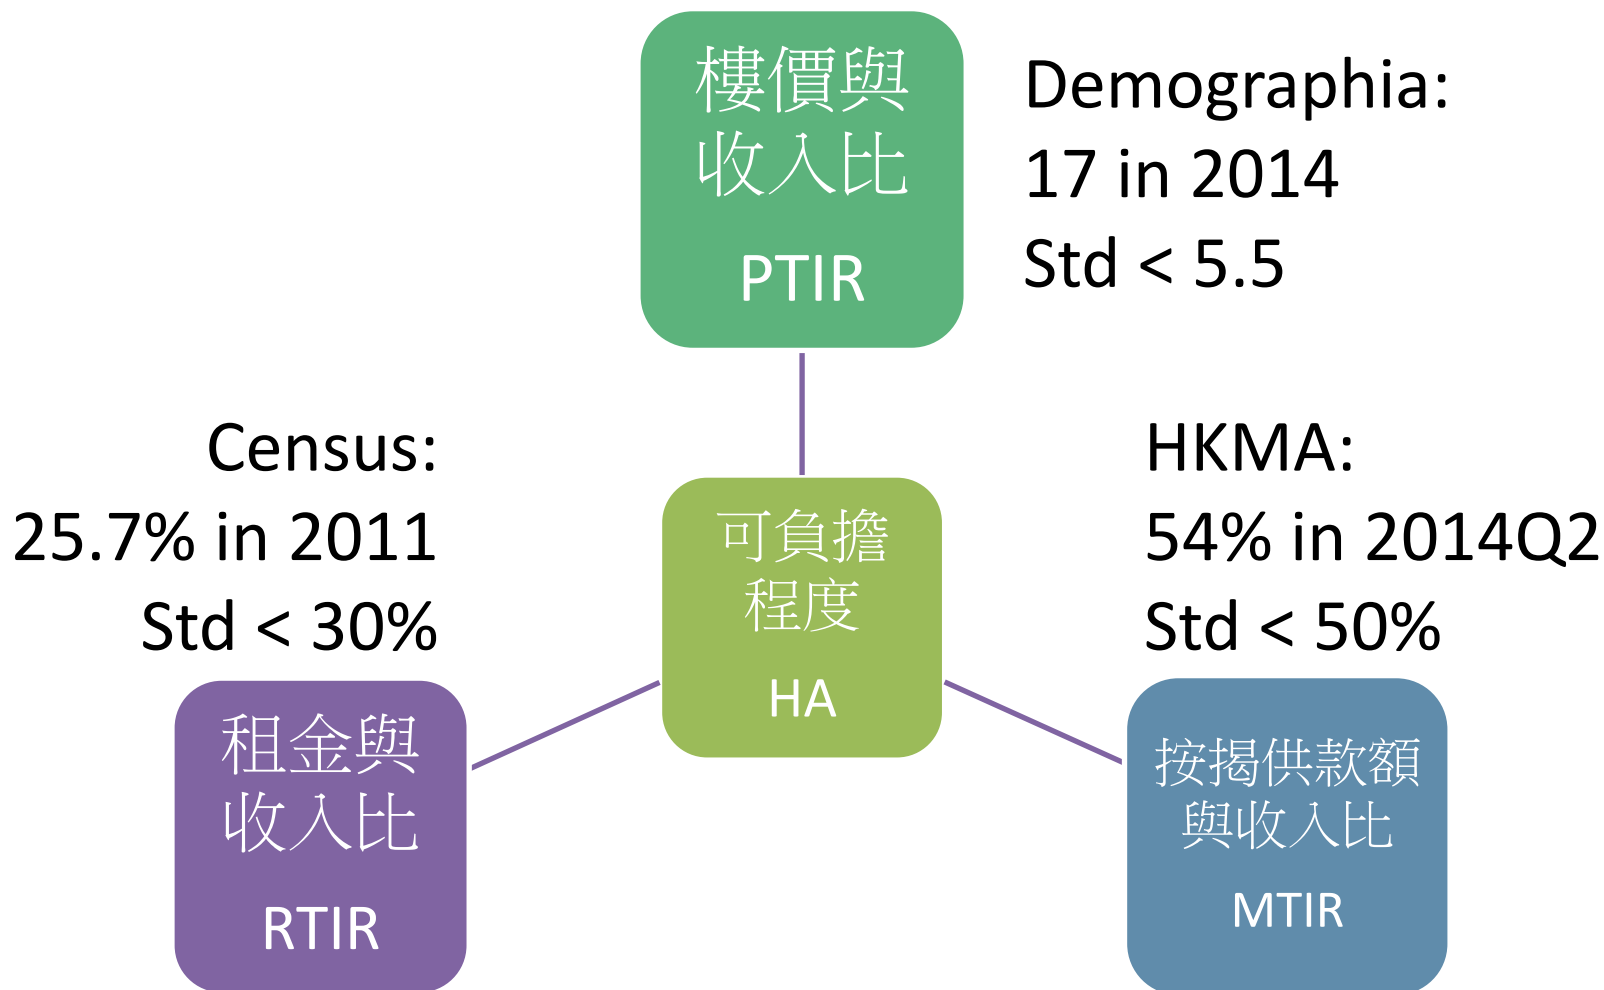 樓價與
收入比
PTIR
Demographia:
17 in 2014
Std < 5.5
Census:
25.7% in 2011
Std < 30%
HKMA:
54% in 2014Q2
Std < 50%
可負擔
程度
HA
租金與
收入比
RTIR
按揭供款額
與收入比
MTIR